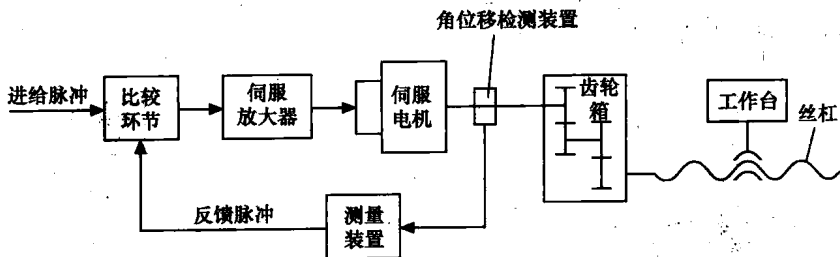 角位移检测装置
进给脉冲
比较
环节
伺服
放大器
伺服
电机
齿轮
箱
工作台
丝杠
反馈脉冲
测量
装置